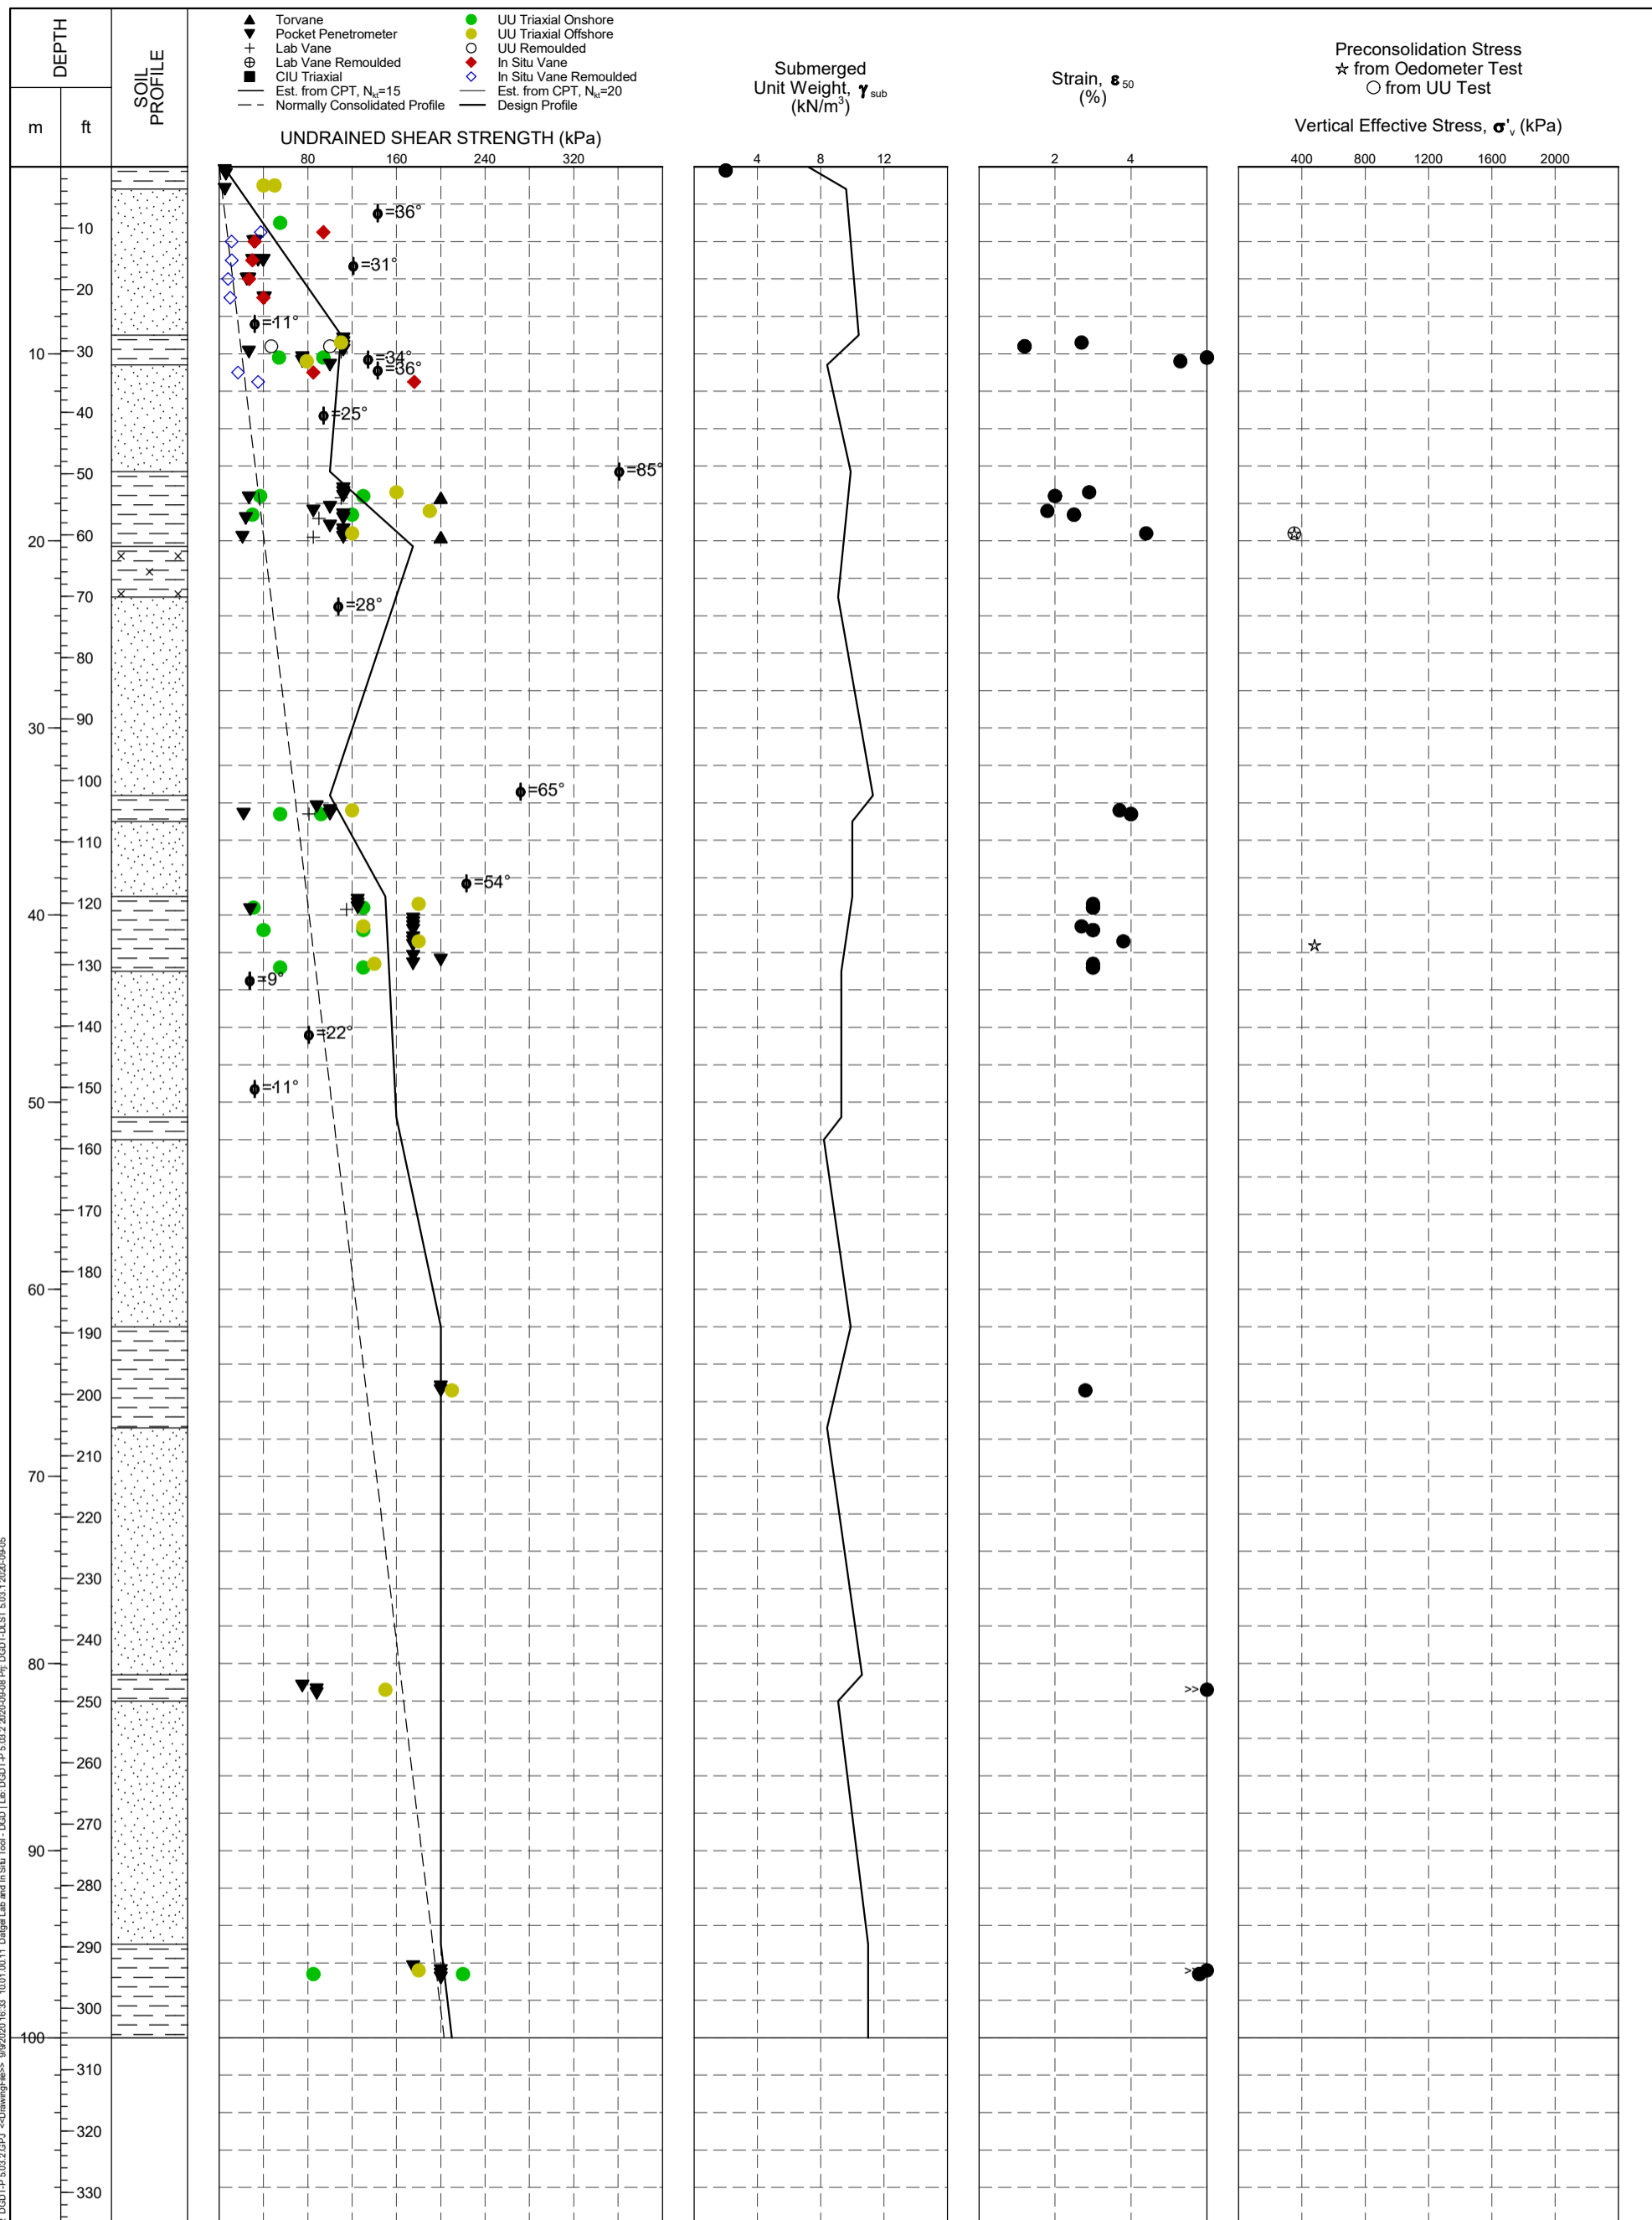 DEPTH
m
ft
SOIL
PROFILE
Torvane
Pocket Penetrometer
Lab Vane
Lab Vane Remoulded
CIU Triaxial
Est. from CPT, Nkt=15
Normally Consolidated Profile
UU Triaxial Onshore
UU Triaxial Offshore
UU Remoulded
In Situ Vane
In Situ Vane Remoulded
Est. from CPT, Nkt=20
Design Profile
UNDRAINED SHEAR STRENGTH (kPa)
80 160 240 320
Submerged
Unit Weight, γ sub
(kN/m³)
4 8 12
Strain, ε 50
(%)
2 4
Preconsolidation Stress
☆ from Oedometer Test
○ from UU Test
Vertical Effective Stress, σ'v (kPa)
400 800 1200 1600 2000
10
20
30
40
50
60
70
80
90
100
110
120
130
140
150
160
170
180
190
200
210
220
230
240
250
260
270
280
290
300
310
320
330
10
20
30
40
50
60
70
80
90
100
ϕ=36°
ϕ=31°
ϕ=11°
ϕ=34°
ϕ=36°
ϕ=25°
ϕ=85°
ϕ=28°
ϕ=65°
ϕ=54°
ϕ=9°
ϕ=22°
ϕ=11°
>>